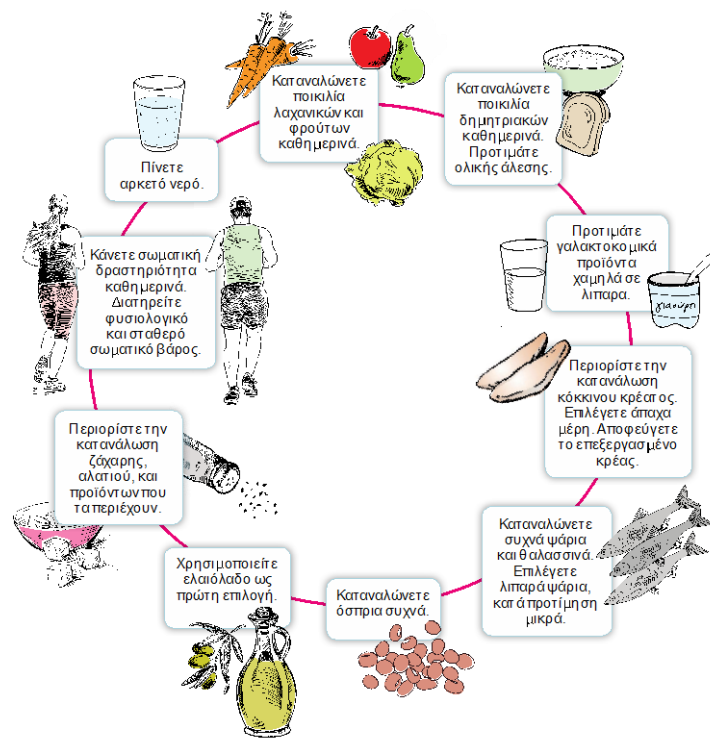 Καταναλώνετε
ποικιλία
λαχανικών και
φρούτων
καθημερινά.
Καταναλώνετε
ποικιλία
δημητριακών
καθημερινά.
Προτιμάτε
ολικής άλεσης.
Προτιμάτε
γαλακτοκομικά
προϊόντα
χαμηλά σε
λιπαρα.
γιαούρτι
Περιορίστε την
κατανάλωση
κόκκινου κρέατος.
Επιλέγετε άπαχα
μέρη. Αποφεύγετε
το επεξεργασμένο
κρέας.
Καταναλώνετε
συχνά ψάρια
και θαλασσινά.
Επιλέγετε
λιπαρά ψάρια,
κατά προτίμηση
μικρά.
Καταναλώνετε
όσπρια συχνά.
Χρησιμοποιείτε
ελαιόλαδο ως
πρώτη επιλογή.
Περιορίστε την
κατανάλωση
ζάχαρης,
αλατιού, και
προϊόντων που
τα περιέχουν.
Κάνετε σωματική
δραστηριότητα
καθημερινά.
Διατηρείτε
φυσιολογικό
και σταθερό
σωματικό βάρος.
Πίνετε
αρκετό νερό.